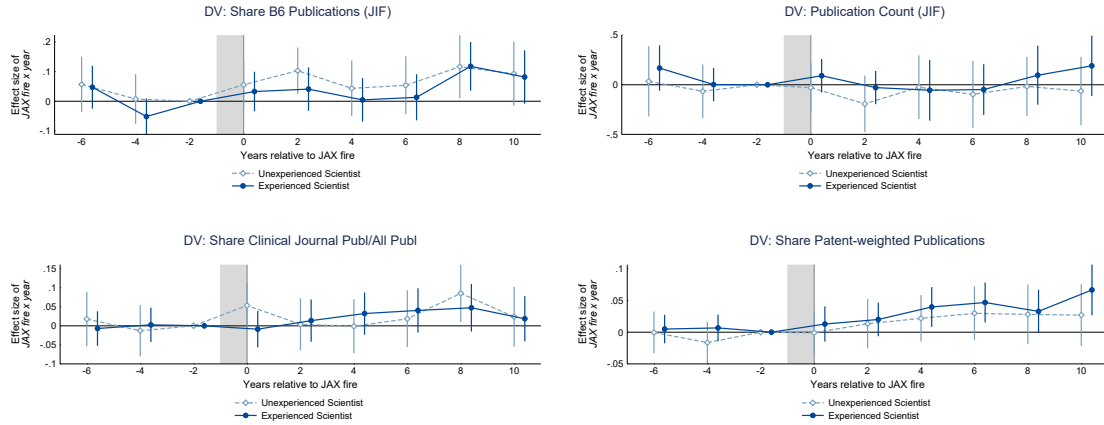 DV: Share B6 Publications (JIF)
Effect size of
JAX fire x year
.2
.1
0
-.1
-6 -4 -2 0 2 4 6 8 10
Years relative to JAX fire
Unexperienced Scientist
Experienced Scientist
DV: Publication Count (JIF)
Effect size of
JAX fire x year
.5
0
-.5
-6 -4 -2 0 2 4 6 8 10
Years relative to JAX fire
Unexperienced Scientist
Experienced Scientist
DV: Share Clinical Journal Publ/All Publ
Effect size of
JAX fire x year
.15
.1
.05
0
-.05
-.1
-6 -4 -2 0 2 4 6 8 10
Years relative to JAX fire
Unexperienced Scientist
Experienced Scientist
DV: Share Patent-weighted Publications
Effect size of
JAX fire x year
.1
.05
0
-.05
-6 -4 -2 0 2 4 6 8 10
Years relative to JAX fire
Unexperienced Scientist
Experienced Scientist